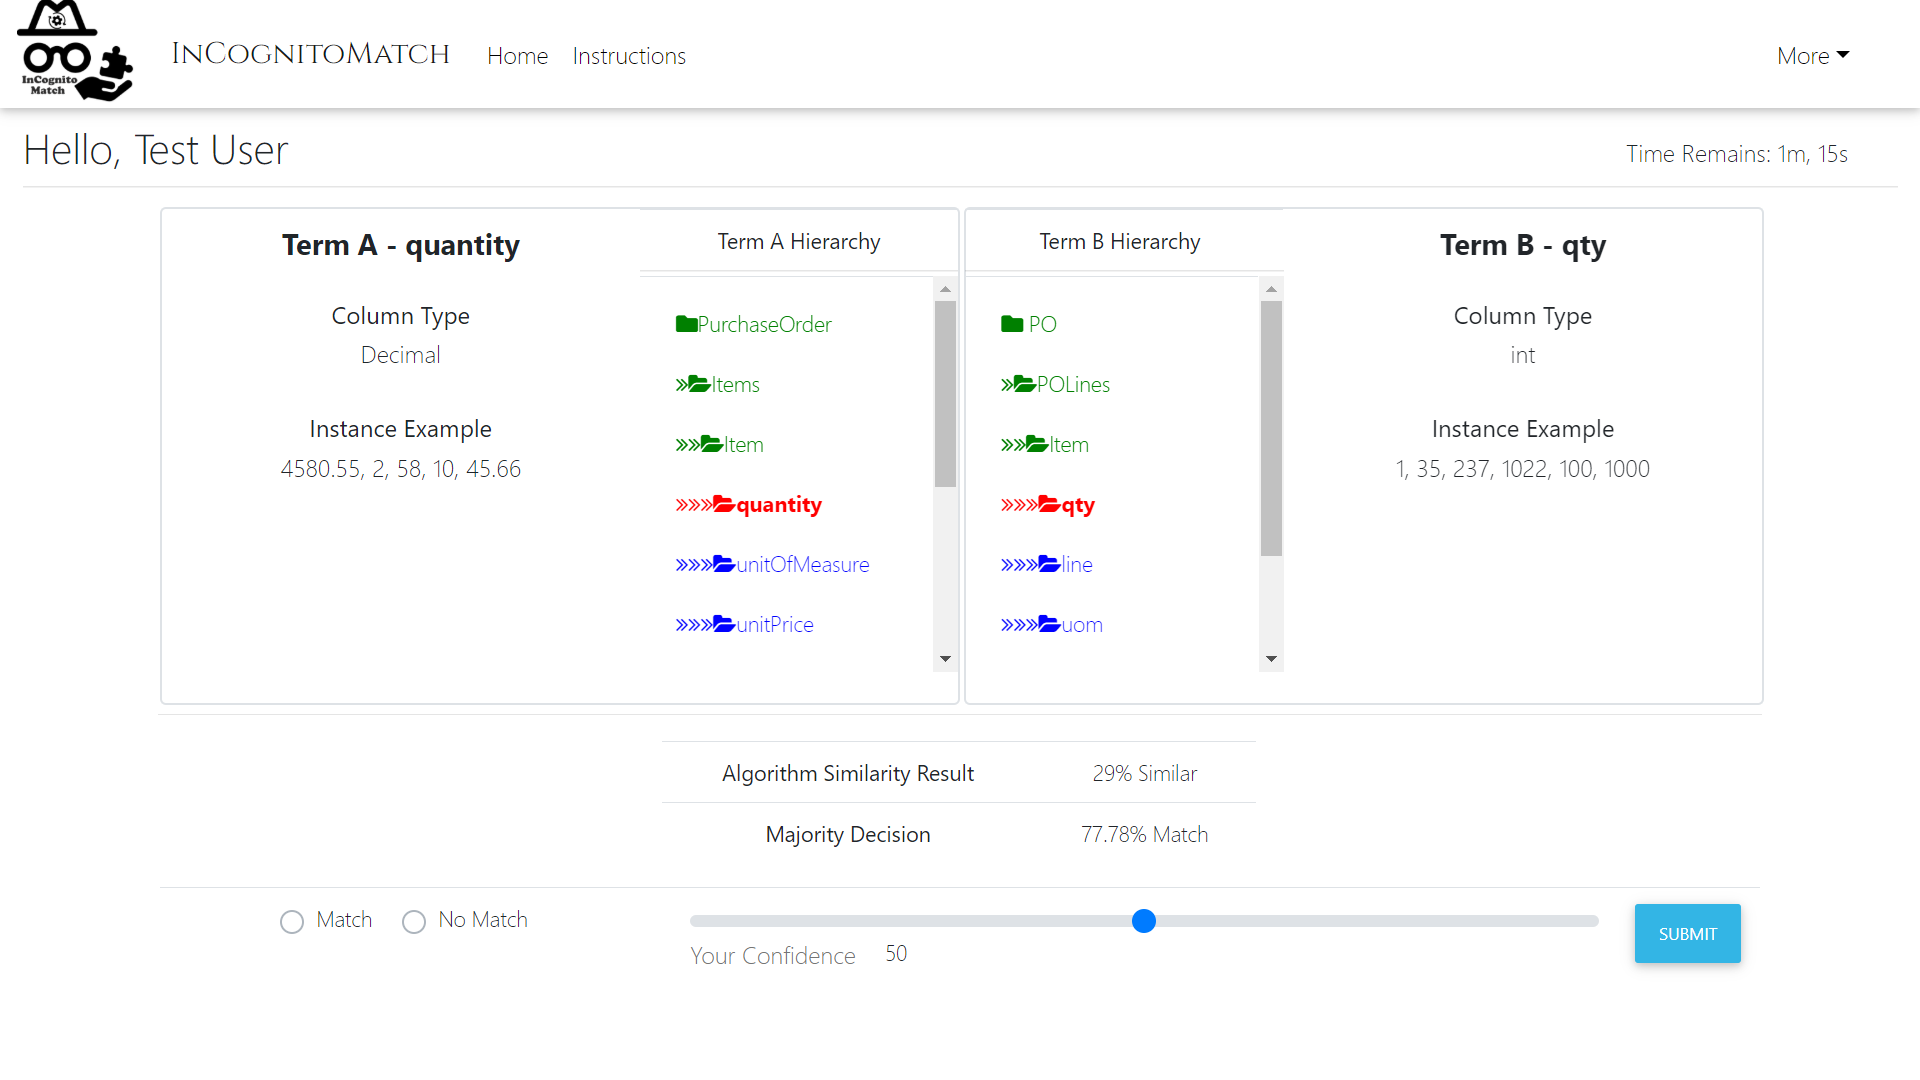 InCognito
Match
INCOGNITOMATCH
Home
Instructions
More
Hello, Test User
Time Remains: 1m, 15s
Term A - quantity
Column Type
Decimal
Instance Example
4580.55, 2, 58, 10, 45.66
Term A Hierarchy
PurchaseOrder
Items
Item
quantity
unitOfMeasure
unitPrice
Term B Hierarchy
PO
POLines
Item
qty
line
uom
Term B - qty
Column Type
int
Instance Example
1, 35, 237, 1022, 100, 1000
Algorithm Similarity Result
29% Similar
Majority Decision
77.78% Match
Match
No Match
Your Confidence
50
SUBMIT